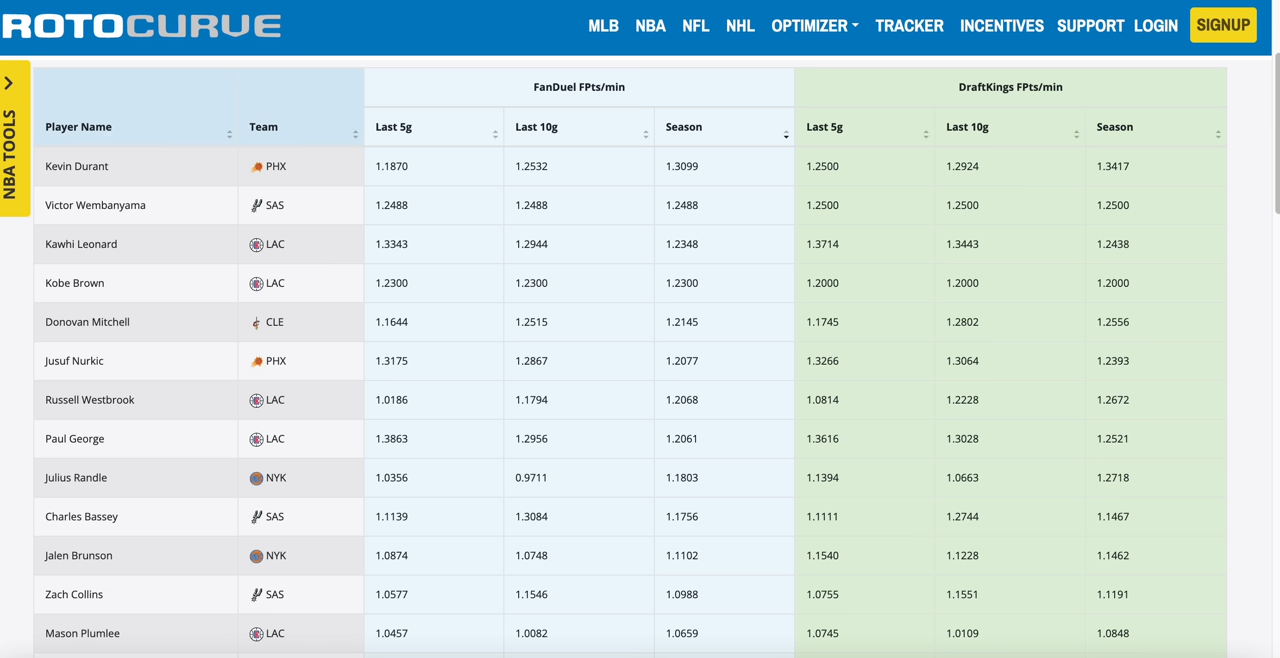 ROTOCURVE MLB NBA NFL NHL OPTIMIZER TRACKER INCENTIVES SUPPORT LOGIN SIGNUP
NBA TOOLS
FanDuel FPts/min DraftKings FPts/min
Player Name Team Last 5g Last 10g Season Last 5g Last 10g Season
Kevin Durant PHX 1.1870 1.2532 1.3099 1.2500 1.2924 1.3417
Victor Wembanyama SAS 1.2488 1.2488 1.2488 1.2500 1.2500 1.2500
Kawhi Leonard LAC 1.3343 1.2944 1.2348 1.3714 1.3443 1.2438
Kobe Brown LAC 1.2300 1.2300 1.2300 1.2000 1.2000 1.2000
Donovan Mitchell CLE 1.1644 1.2515 1.2145 1.1745 1.2802 1.2556
Jusuf Nurkic PHX 1.3175 1.2867 1.2077 1.3266 1.3064 1.2393
Russell Westbrook LAC 1.0186 1.1794 1.2068 1.0814 1.2228 1.2672
Paul George LAC 1.3863 1.2956 1.2061 1.3616 1.3028 1.2521
Julius Randle NYK 1.0356 0.9711 1.1803 1.1394 1.0663 1.2718
Charles Bassey SAS 1.1139 1.3084 1.1756 1.1111 1.2744 1.1467
Jalen Brunson NYK 1.0874 1.0748 1.1102 1.1540 1.1228 1.1462
Zach Collins SAS 1.0577 1.1546 1.0988 1.0755 1.1551 1.1191
Mason Plumlee LAC 1.0457 1.0082 1.0659 1.0745 1.0109 1.0848